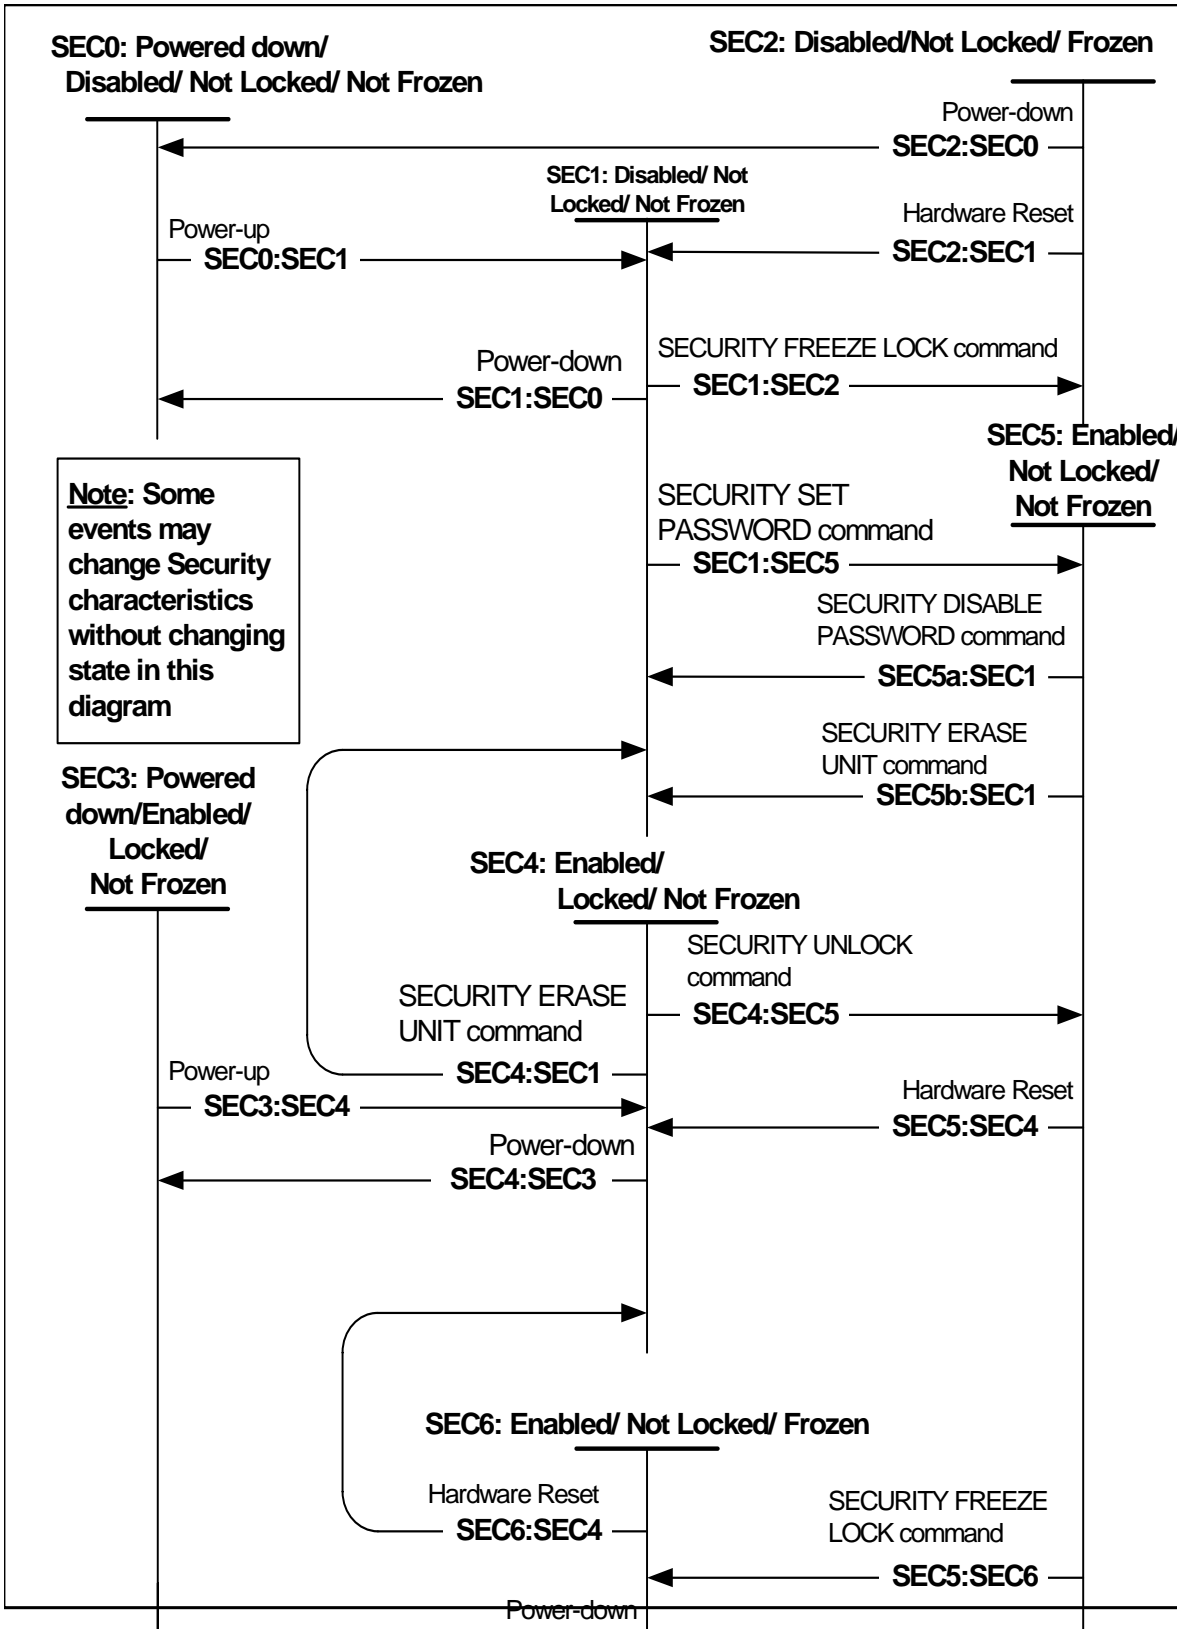 SEC0: Powered down/
Disabled/ Not Locked/ Not Frozen
SEC2: Disabled/Not Locked/ Frozen
Power-down
SEC2:SEC0
SEC1: Disabled/ Not
Locked/ Not Frozen
Hardware Reset
SEC2:SEC1
Power-up
SEC0:SEC1
SECURITY FREEZE LOCK command
SEC1:SEC2
Power-down
SEC1:SEC0
SEC5: Enabled/
Not Locked/
Not Frozen
Note: Some
events may
change Security
characteristics
without changing
state in this
diagram
SECURITY SET
PASSWORD command
SEC1:SEC5
SECURITY DISABLE
PASSWORD command
SEC5a:SEC1
SECURITY ERASE
UNIT command
SEC5b:SEC1
SEC3: Powered
down/Enabled/
Locked/
Not Frozen
SEC4: Enabled/
Locked/ Not Frozen
SECURITY UNLOCK
command
SEC4:SEC5
SECURITY ERASE
UNIT command
SEC4:SEC1
Power-up
SEC3:SEC4
Hardware Reset
SEC5:SEC4
Power-down
SEC4:SEC3
SEC6: Enabled/ Not Locked/ Frozen
Hardware Reset
SEC6:SEC4
SECURITY FREEZE
LOCK command
SEC5:SEC6
Power-down